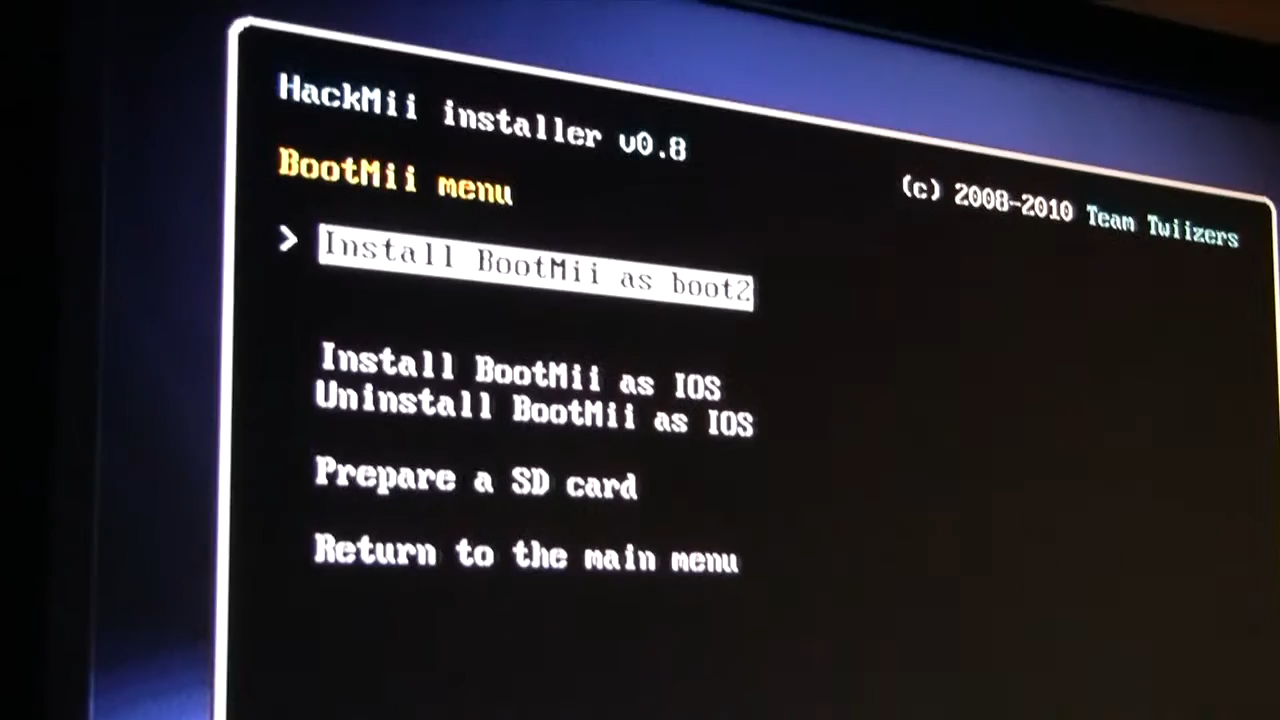 HackMii installer v0.8
(c) 2008-2010 Team Twiizers
BootMii menu
> Install BootMii as boot2
Install BootMii as IOS
Uninstall BootMii as IOS
Prepare a SD card
Return to the main menu